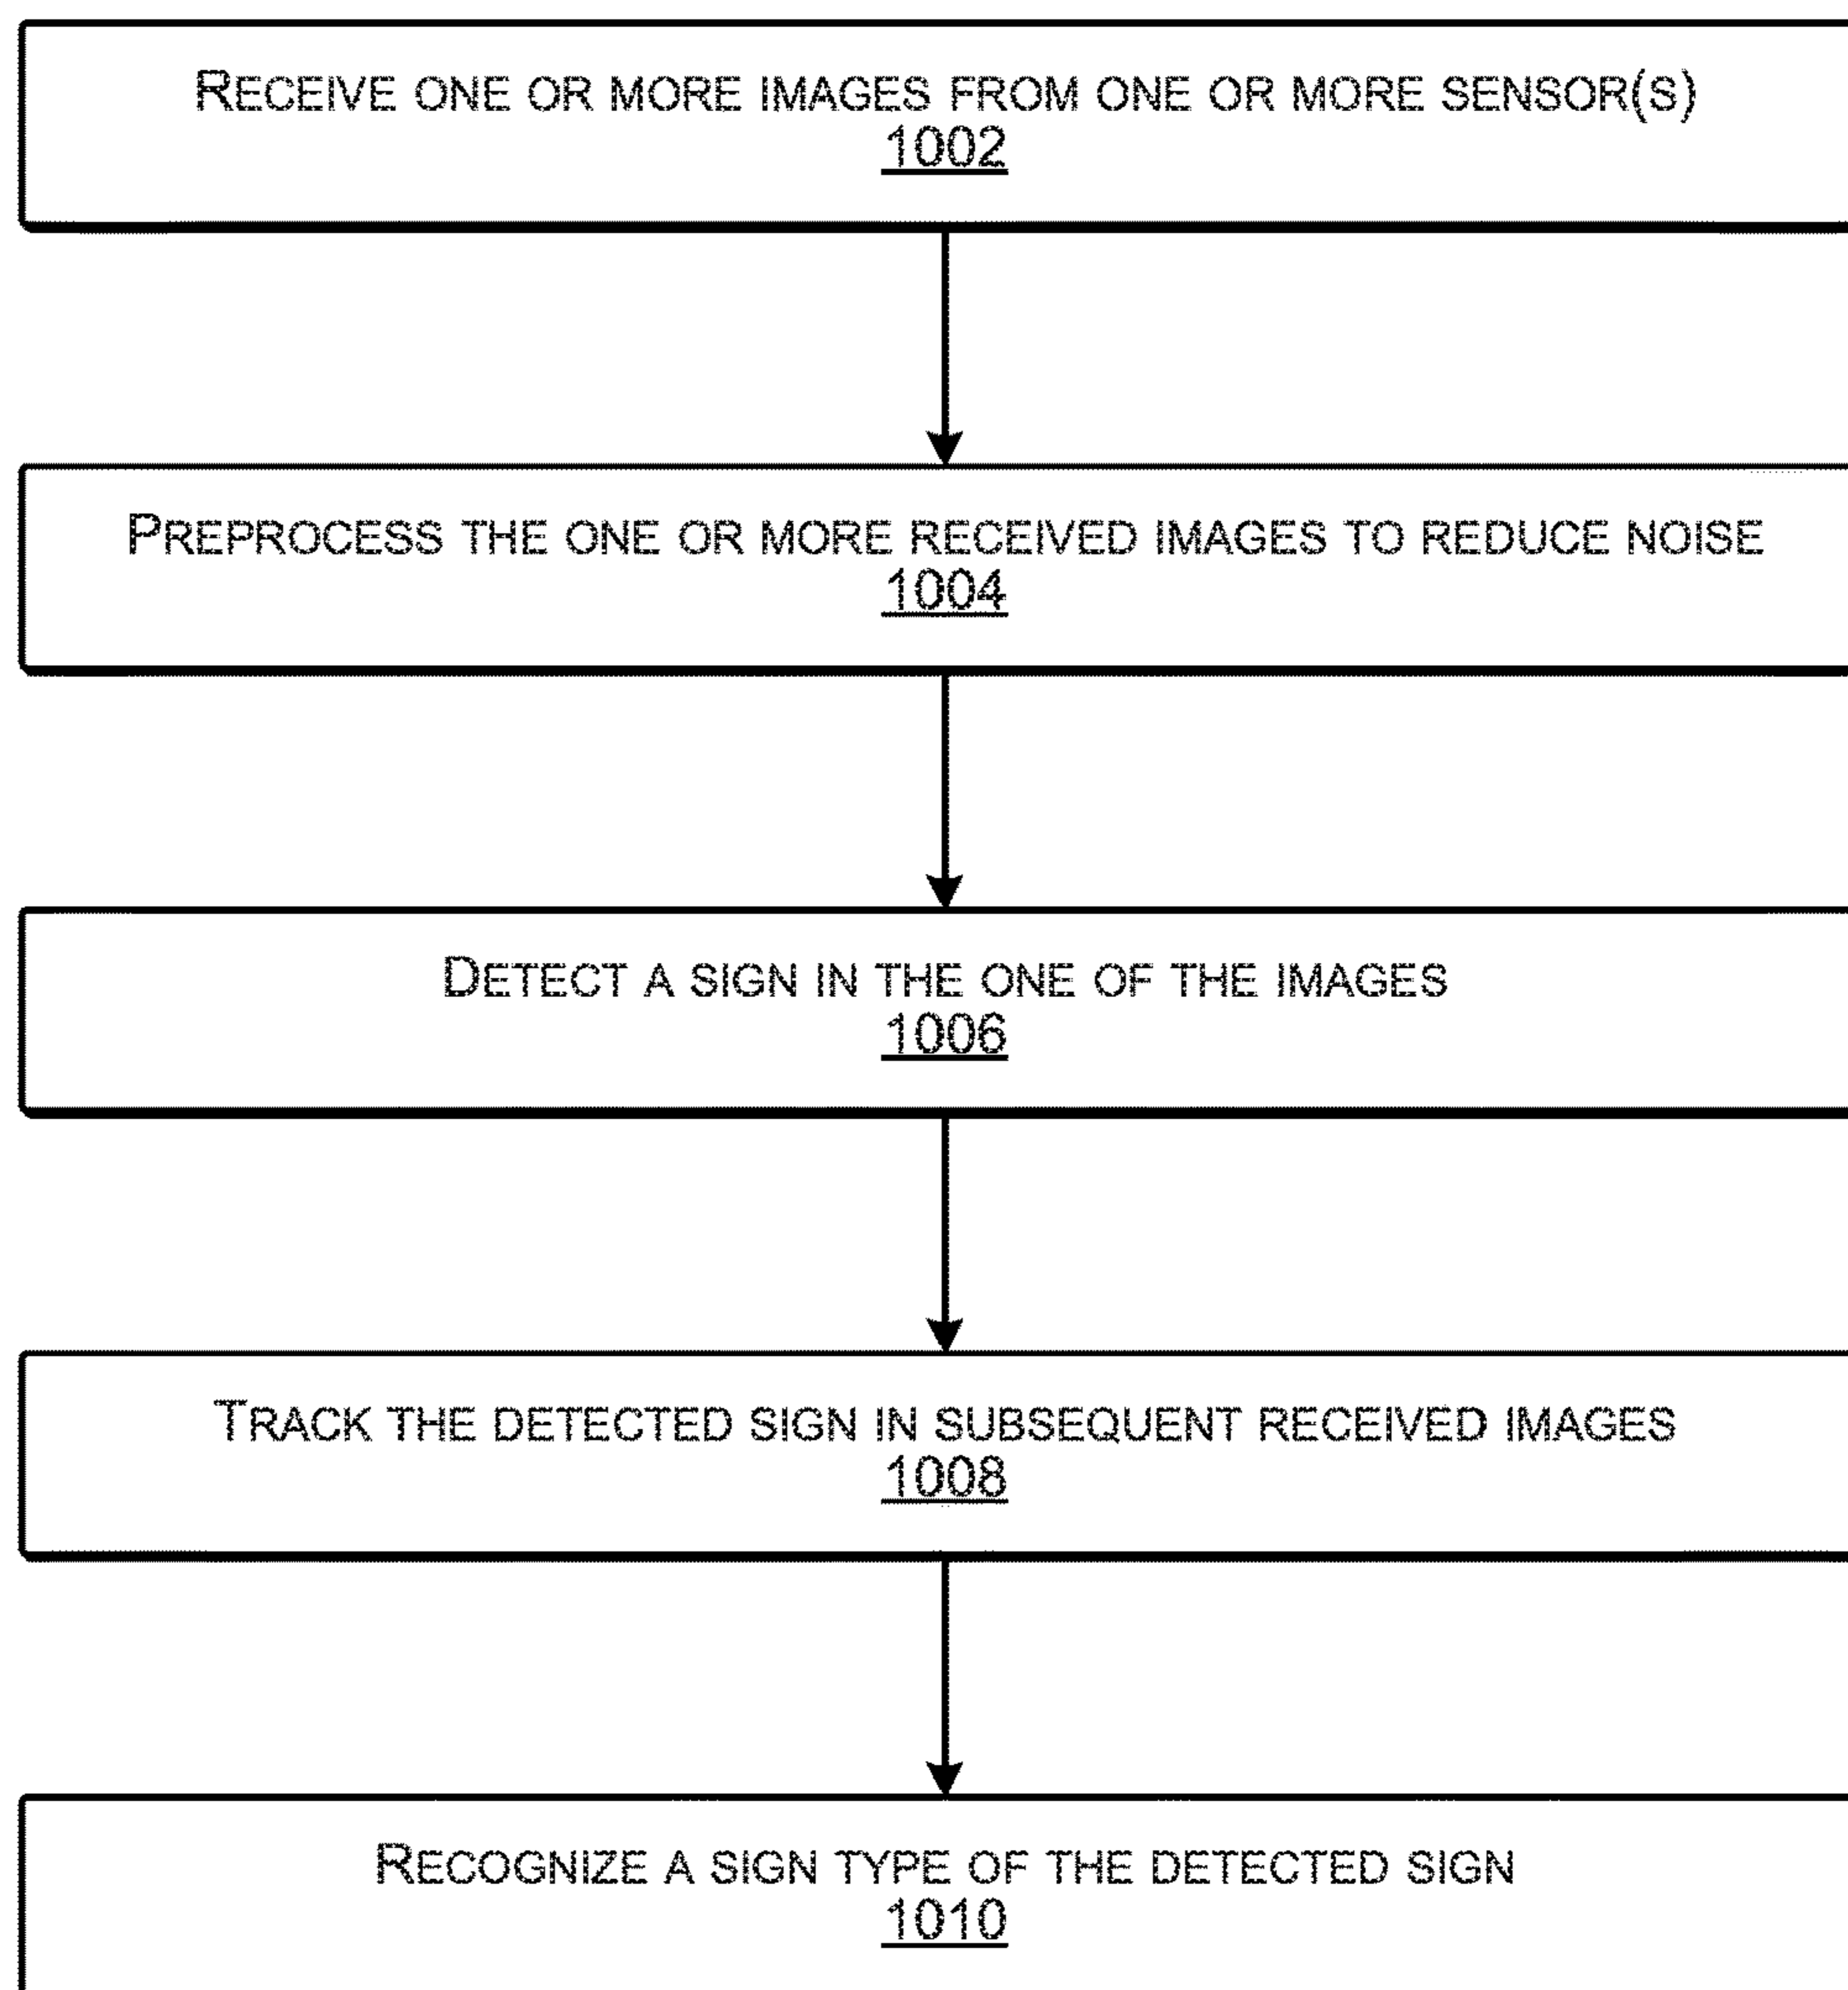 RECEIVE ONE OR MORE IMAGES FROM ONE OR MORE SENSOR(S)
1002
PREPROCESS THE ONE OR MORE RECEIVED IMAGES TO REDUCE NOISE
1004
DETECT A SIGN IN THE ONE OF THE IMAGES
1006
TRACK THE DETECTED SIGN IN SUBSEQUENT RECEIVED IMAGES
1008
RECOGNIZE A SIGN TYPE OF THE DETECTED SIGN
1010